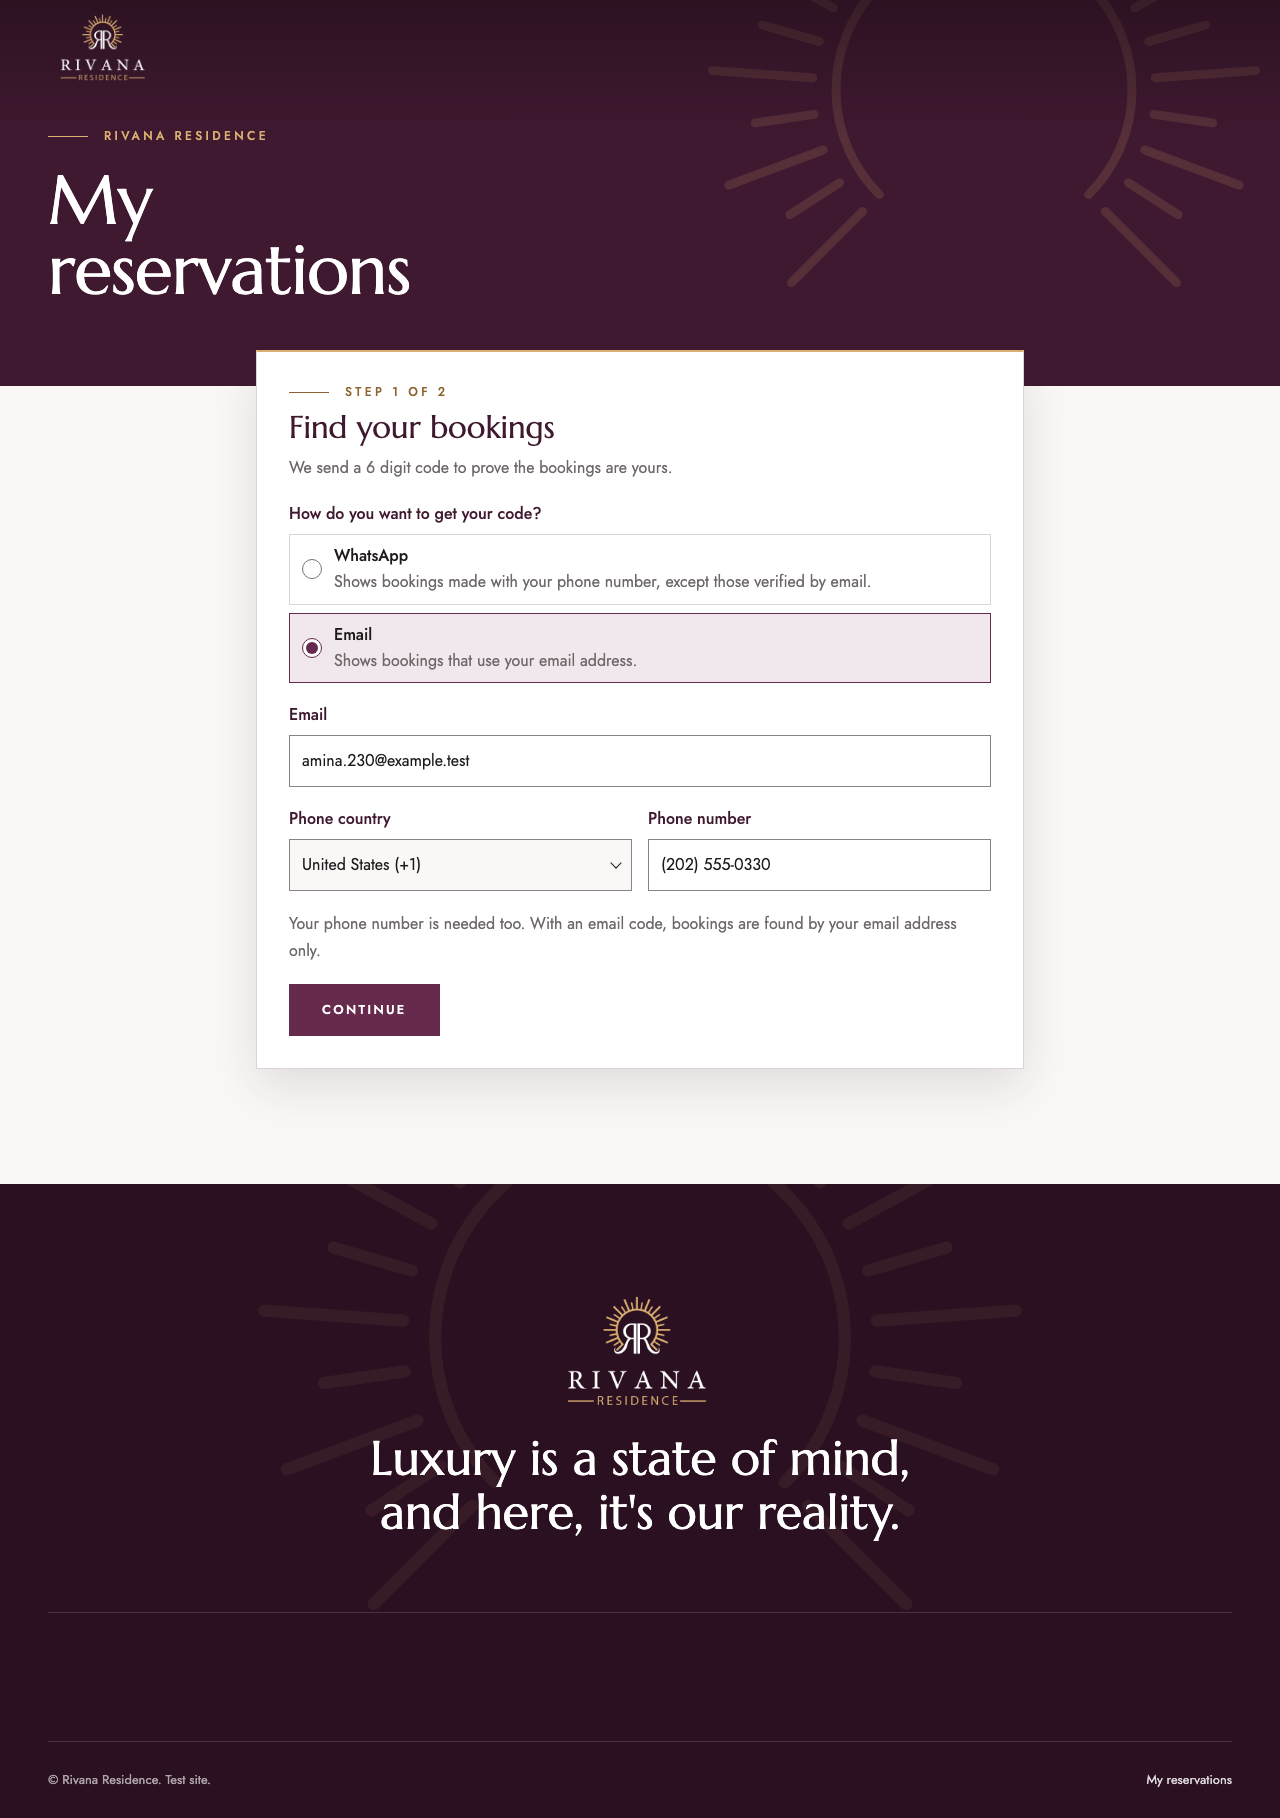 RIVANA
RESIDENCE
RIVANA RESIDENCE
My
reservations
STEP 1 OF 2
Find your bookings
We send a 6 digit code to prove the bookings are yours.
How do you want to get your code?
WhatsApp
Shows bookings made with your phone number, except those verified by email.
Email
Shows bookings that use your email address.
Email
amina.230@example.test
Phone country
Phone number
United States (+1)
(202) 555-0330
Your phone number is needed too. With an email code, bookings are found by your email address
only.
CONTINUE
RIVANA
RESIDENCE
Luxury is a state of mind,
and here, it's our reality.
© Rivana Residence. Test site.
My reservations